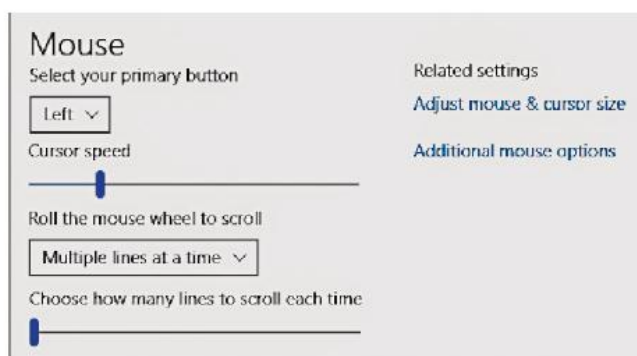 Mouse
Select your primary button
Left
Cursor speed
Roll the mouse wheel to scroll
Multiple lines at a time
Choose how many lines to scroll each time
Related settings
Adjust mouse & cursor size
Additional mouse options